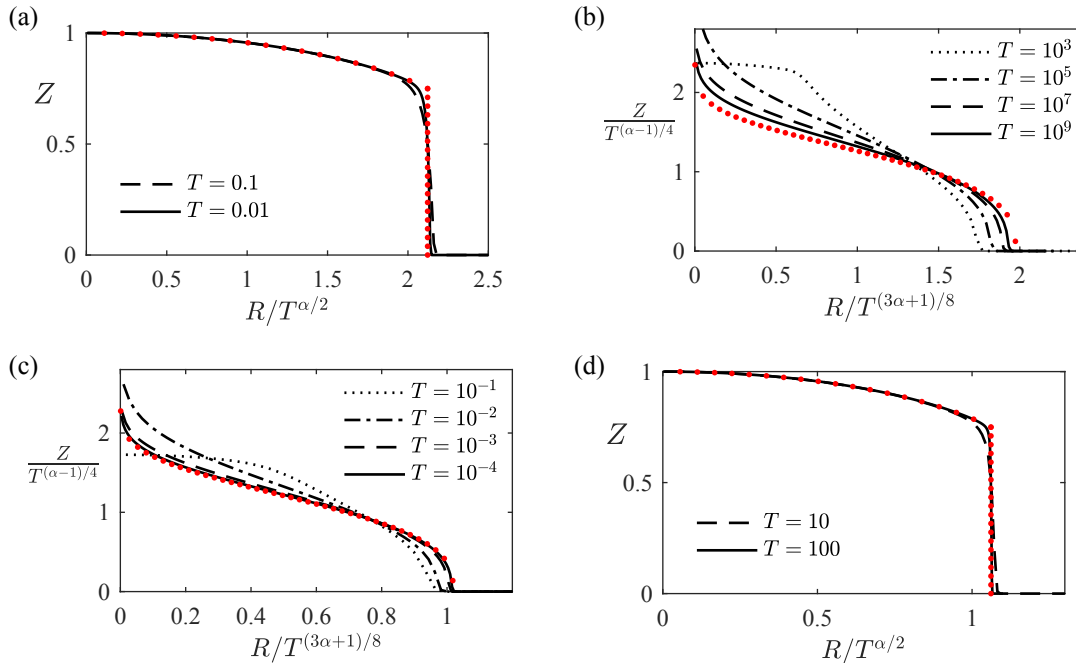 (a)
1
0.5
0
Z
T = 0.1
T = 0.01
0 0.5 1 1.5 2 2.5
R/T^{α/2}
(b)
2
1
0
Z/T^{(α−1)/4}
T = 10^3
T = 10^5
T = 10^7
T = 10^9
0 0.5 1 1.5 2
R/T^{(3α+1)/8}
(c)
2
1
0
Z/T^{(α−1)/4}
T = 10^{−1}
T = 10^{−2}
T = 10^{−3}
T = 10^{−4}
0 0.2 0.4 0.6 0.8 1
R/T^{(3α+1)/8}
(d)
1
0.5
0
Z
T = 10
T = 100
0 0.5 1
R/T^{α/2}